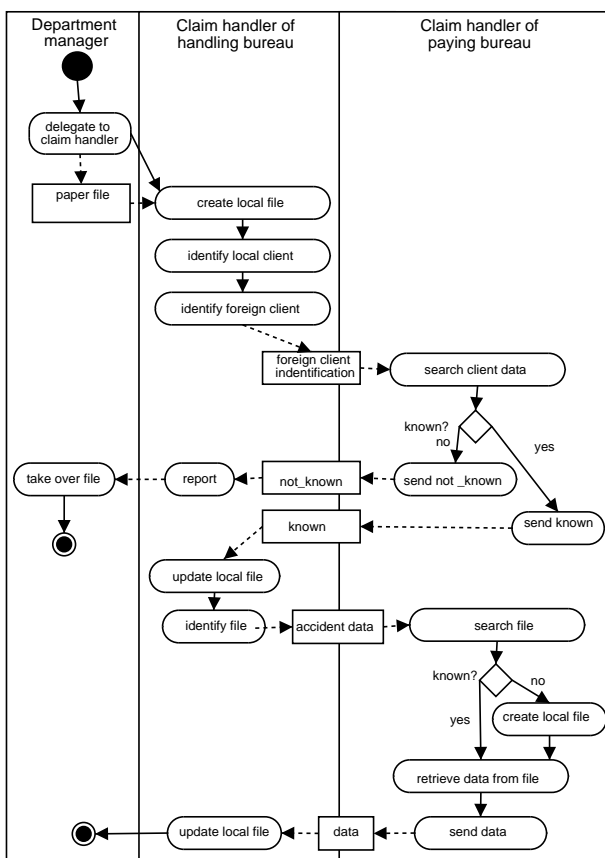 Department
manager
Claim handler of
handling bureau
Claim handler of
paying bureau
delegate to
claim handler
paper file
create local file
identify local client
identify foreign client
foreign client
indentification
search client data
known?
no
yes
take over file
report
not_known
send not _known
known
send known
update local file
identify file
accident data
search file
known?
no
yes
create local file
retrieve data from file
update local file
data
send data